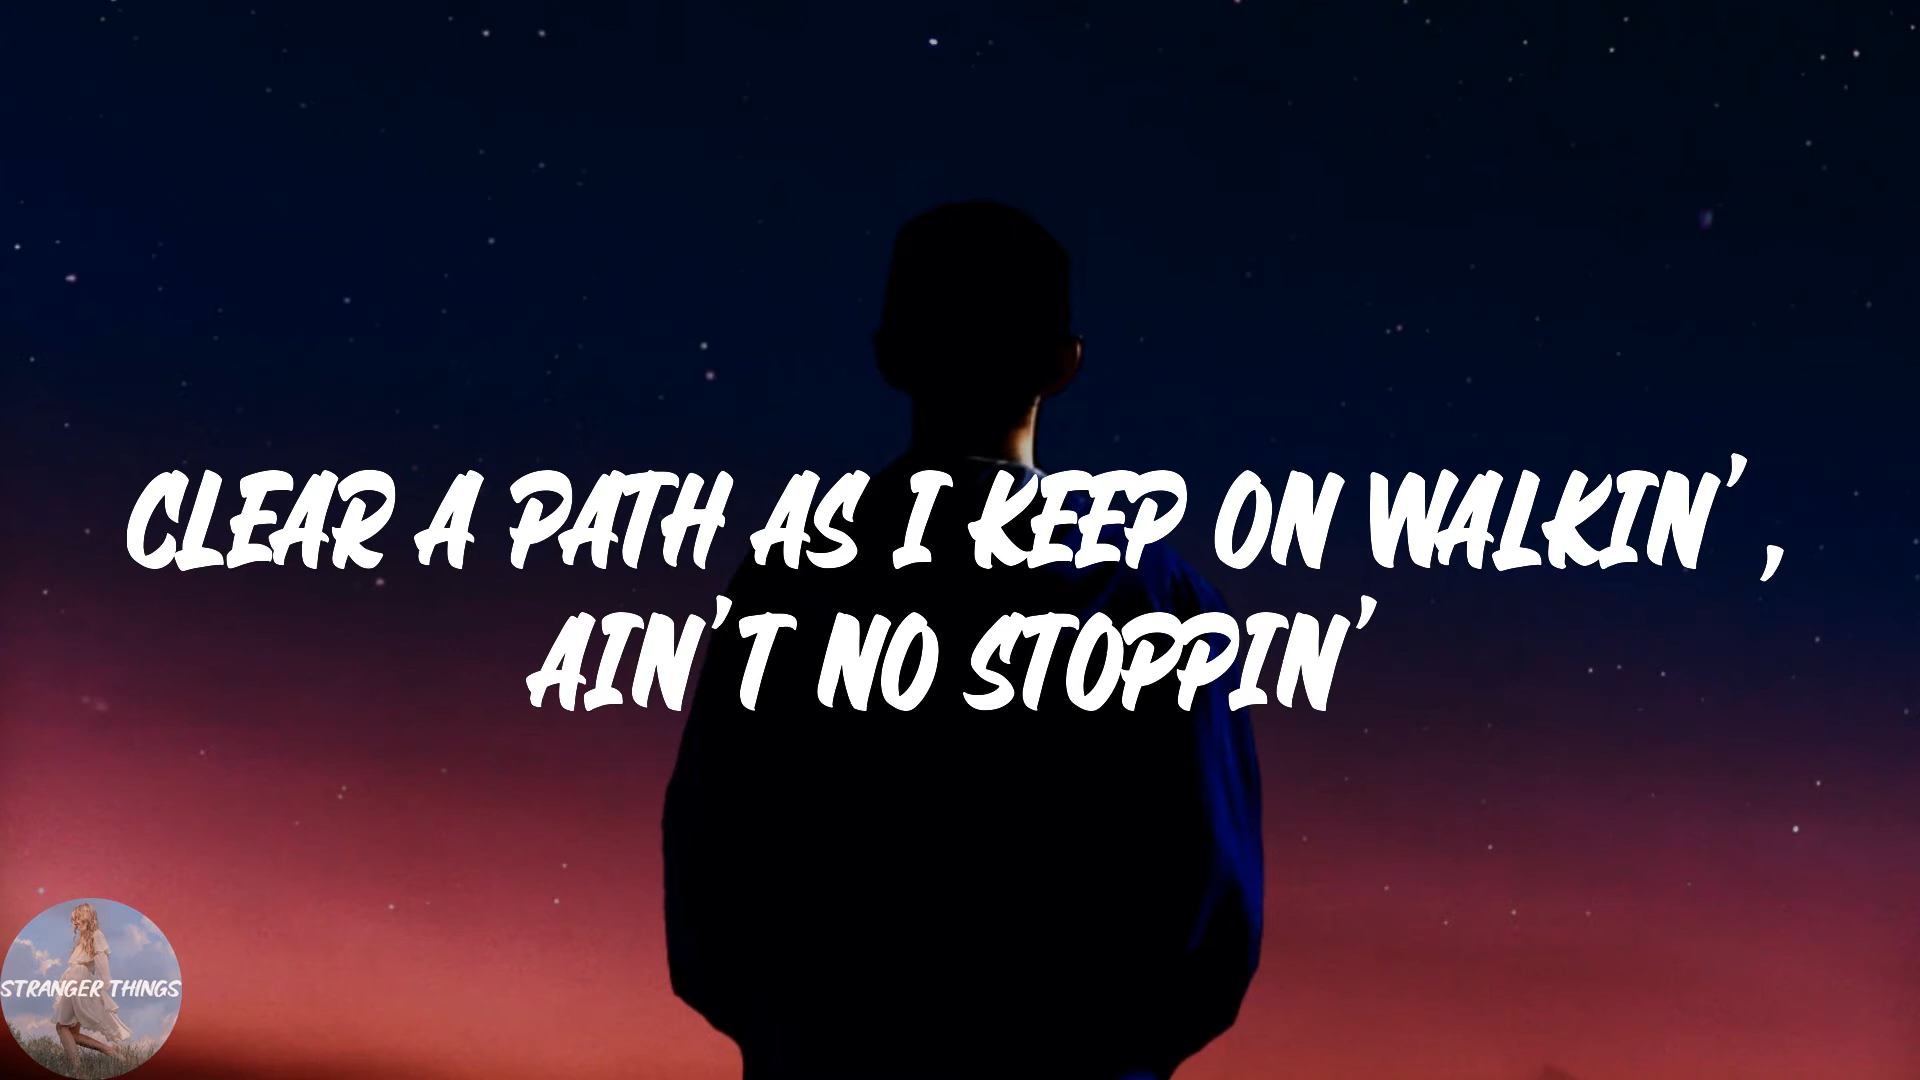 CLEAR A PATH AS I KEEP ON WALKIN',
AIN'T NO STOPPIN'
STRANGER THINGS